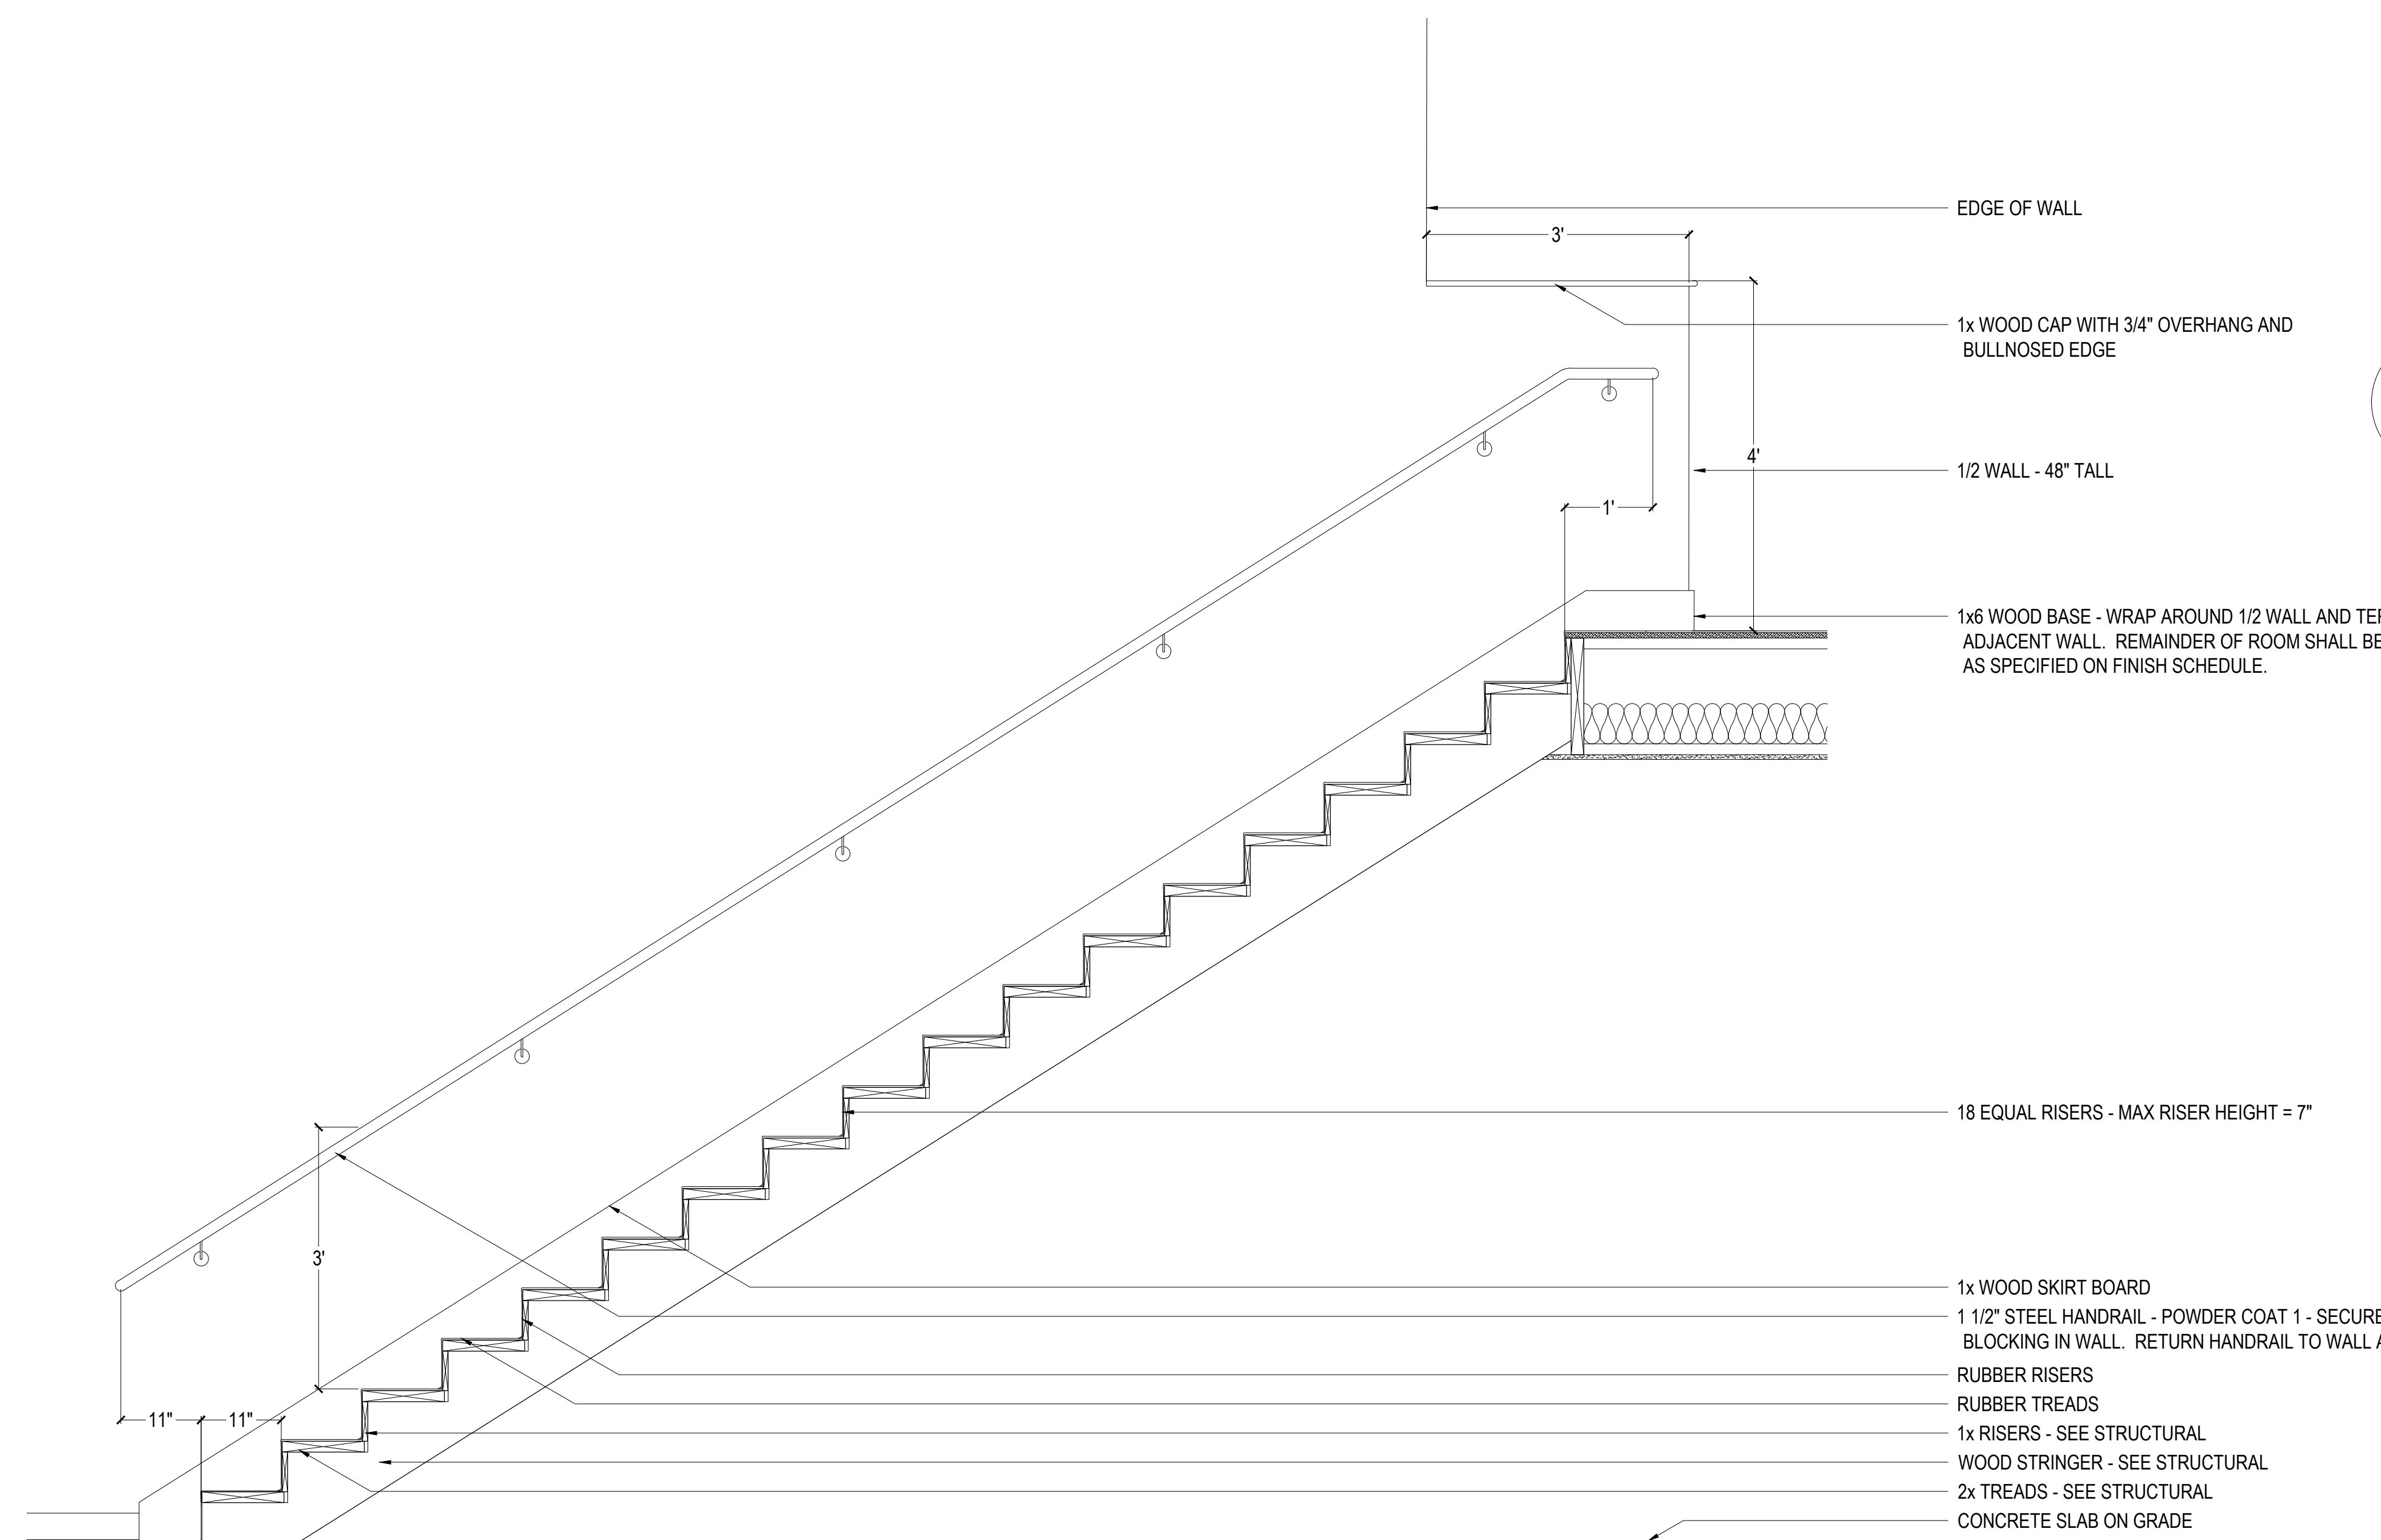 EDGE OF WALL
3'
1x WOOD CAP WITH 3/4" OVERHANG AND
BULLNOSED EDGE
4'
1/2 WALL - 48" TALL
1'
1x6 WOOD BASE - WRAP AROUND 1/2 WALL AND
ADJACENT WALL. REMAINDER OF ROOM SHALL BE
AS SPECIFIED ON FINISH SCHEDULE.
18 EQUAL RISERS - MAX RISER HEIGHT = 7"
3'
1x WOOD SKIRT BOARD
1 1/2" STEEL HANDRAIL - POWDER COAT 1 - SECURE
BLOCKING IN WALL. RETURN HANDRAIL TO WALL
RUBBER RISERS
RUBBER TREADS
11" 11"
1x RISERS - SEE STRUCTURAL
WOOD STRINGER - SEE STRUCTURAL
2x TREADS - SEE STRUCTURAL
CONCRETE SLAB ON GRADE